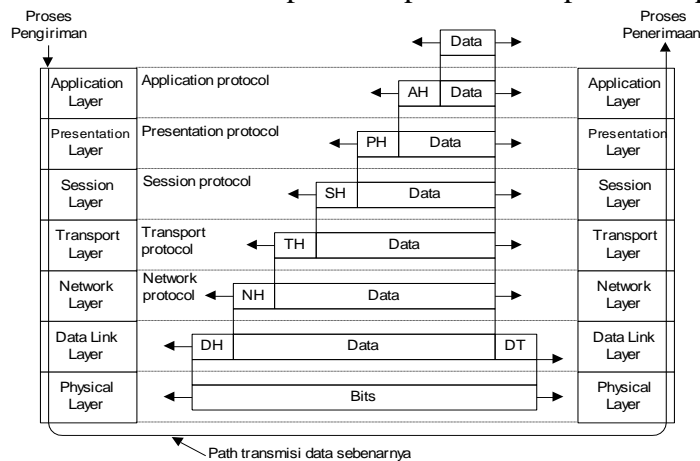 Proses
Pengiriman
Proses
Penerimaan
Data
Application
Layer
Application protocol
AH
Data
Application
Layer
Presentation
Layer
Presentation protocol
PH
Data
Presentation
Layer
Session
Layer
Session protocol
SH
Data
Session
Layer
Transport
Layer
Transport
protocol
TH
Data
Transport
Layer
Network
Layer
Network
protocol
NH
Data
Network
Layer
Data Link
Layer
DH
Data
DT
Data Link
Layer
Physical
Layer
Bits
Physical
Layer
Path transmisi data sebenarnya